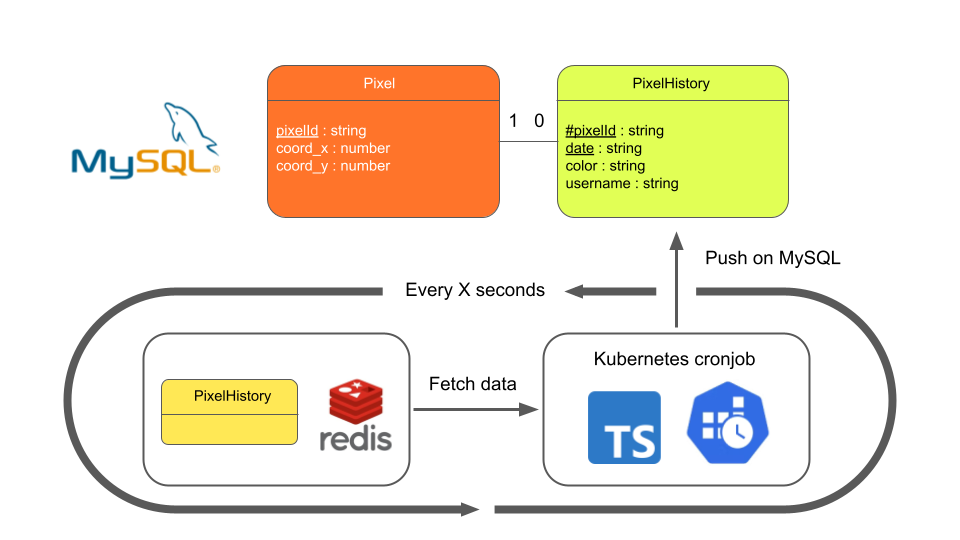 Pixel
pixelId : string
coord_x : number
coord_y : number
1 0
PixelHistory
#pixelId : string
date : string
color : string
username : string
MySQL®
Push on MySQL
Every X seconds
PixelHistory
redis
Fetch data
Kubernetes cronjob
TS